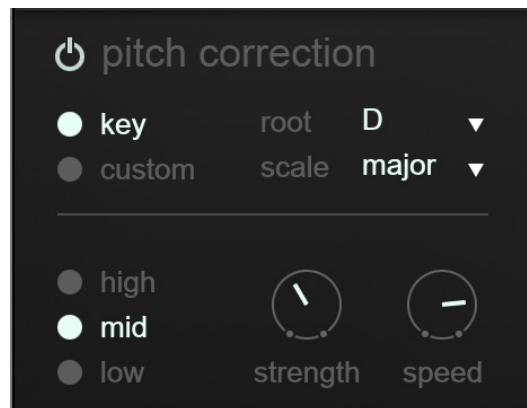 pitch correction
key root D
custom scale major
high
mid
low strength speed